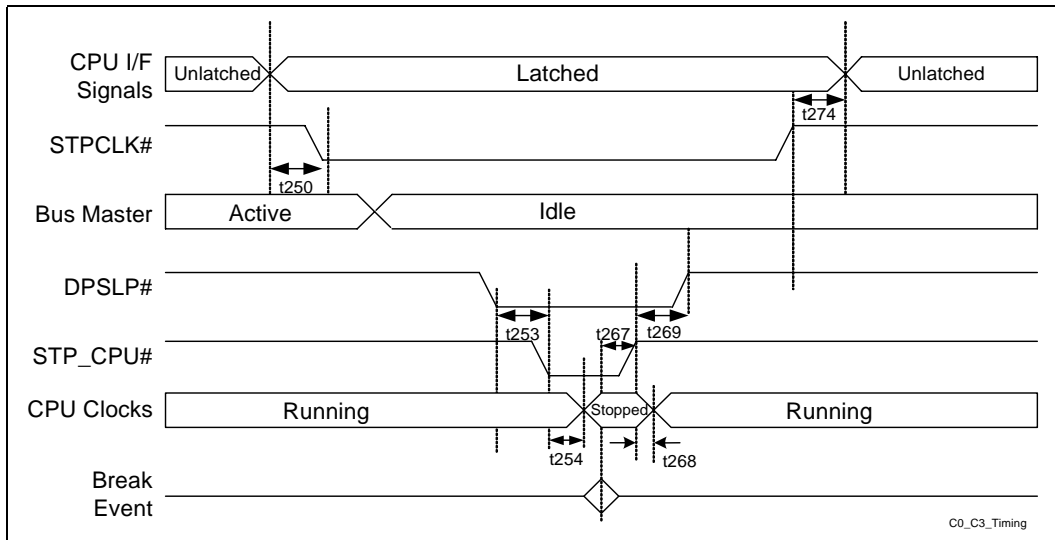 CPU I/F
Signals
Unlatched
Latched
Unlatched
t274
STPCLK#
t250
Bus Master
Active
Idle
DPSLP#
t253
t267
t269
STP_CPU#
CPU Clocks
Running
Stopped
Running
t254
t268
Break
Event
C0_C3_Timing